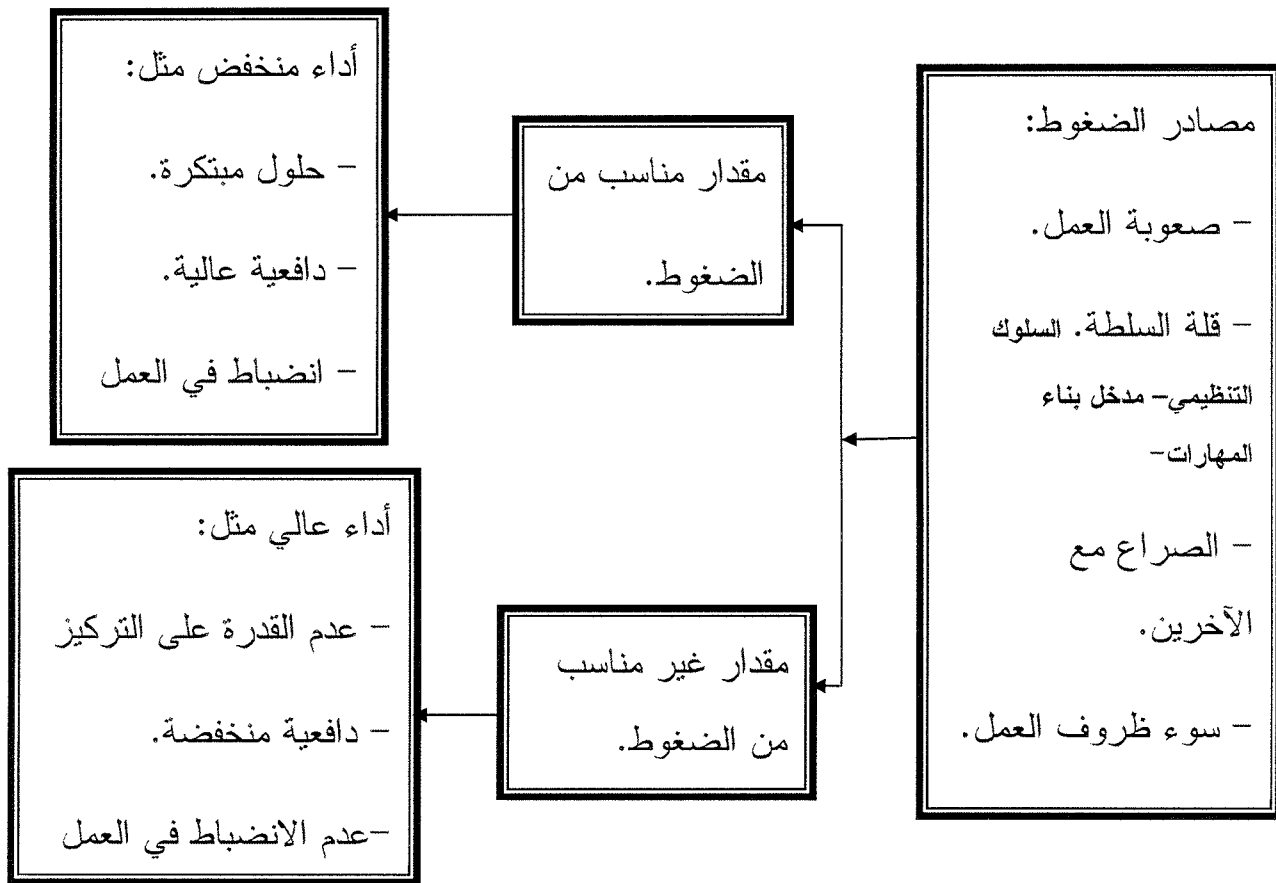 مصادر الضغوط:
– صعوبة العمل.
– قلة السلطة. السلوك
التنظيمي– مدخل بناء
المهارات–
– الصراع مع
الآخرين.
– سوء ظروف العمل.
مقدار مناسب من
الضغوط.
أداء منخفض مثل:
– حلول مبتكرة.
– دافعية عالية.
– انضباط في العمل
مقدار غير مناسب
من الضغوط.
أداء عالي مثل:
– عدم القدرة على التركيز
– دافعية منخفضة.
–عدم الانضباط في العمل